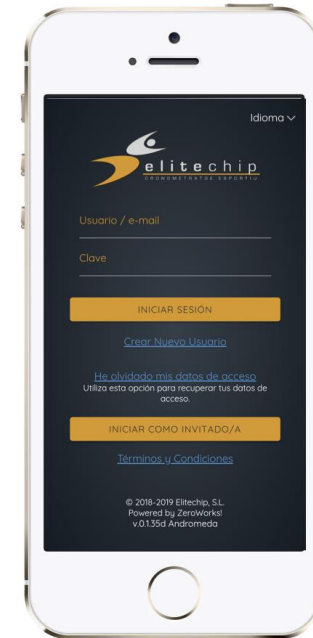 Idioma
elitechip
CRONOMETRATGE ESPORTIU
Usuario / e-mail
Clave
INICIAR SESIÓN
Crear Nuevo Usuario
He olvidado mis datos de acceso
Utiliza esta opción para recuperar tus datos de
acceso.
INICIAR COMO INVITADO/A
Términos y Condiciones
© 2018-2019 Elitechip, S.L.
Powered by ZeroWorks!
v.0.1.35d Andromeda